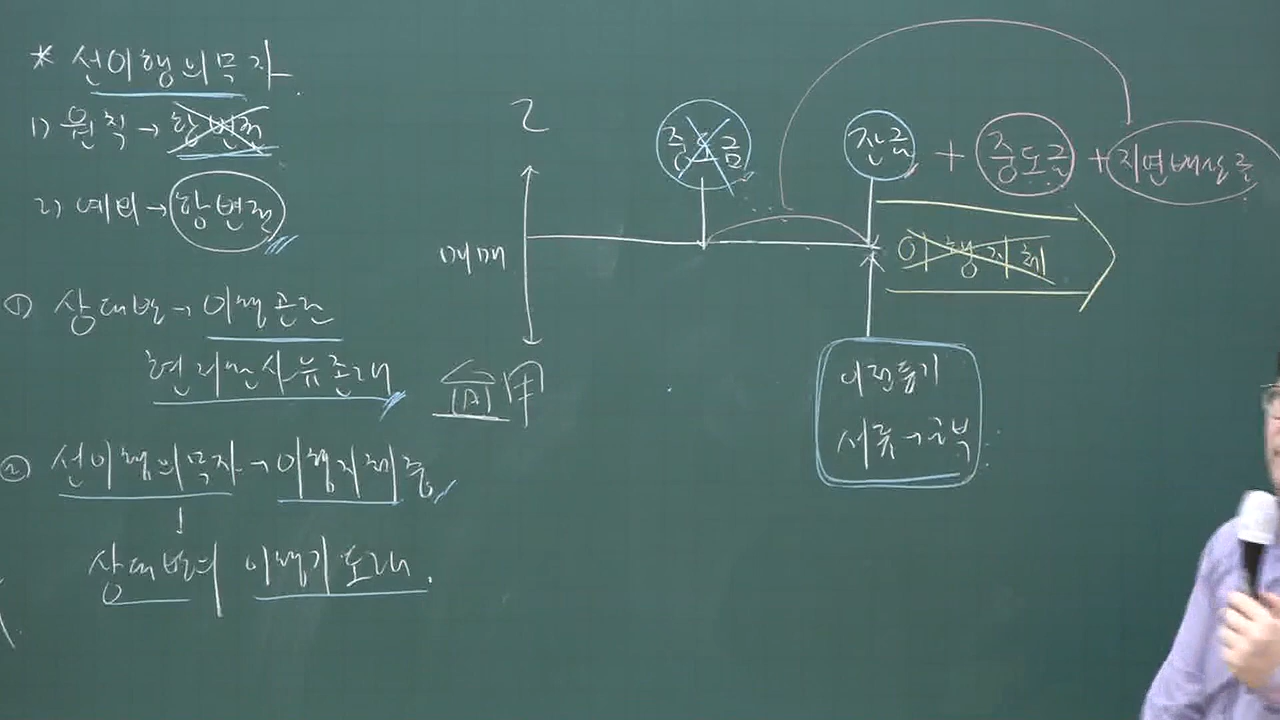 * 선이행의무자
1) 원칙 → 항변권
2) 예외 → 항변권
① 상대방 → 이행곤란
현저한 사유 존재
② 선이행의무자 → 이행지체 중
↓
상대방의 이행기 도래.
乙
매매
甲
중도금
잔금 + 중도금 + 지연배상금
이행지체
이전등기
서류 → 교부